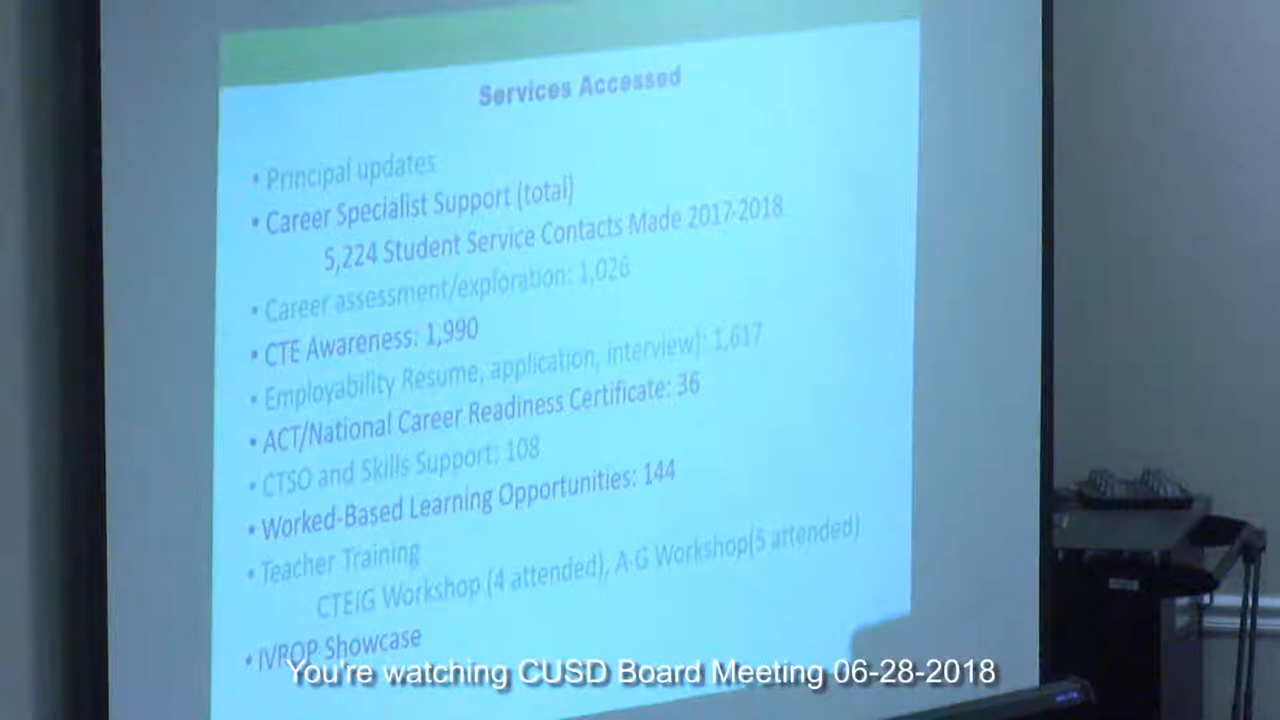 Services Accessed
• Principal updates
• Career Specialist Support (total)
5,224 Student Service Contacts Made 2017-2018
• Career assessment/exploration: 1,026
• CTE Awareness: 1,990
• Employability Resume, application, interview]: 1,617
• ACT/National Career Readiness Certificate: 36
• CTSO and Skills Support: 108
• Worked-Based Learning Opportunities: 144
• Teacher Training
CTEIG Workshop (4 attended), A-G Workshop(5 attended)
• IVROP Showcase
You're watching CUSD Board Meeting 06-28-2018